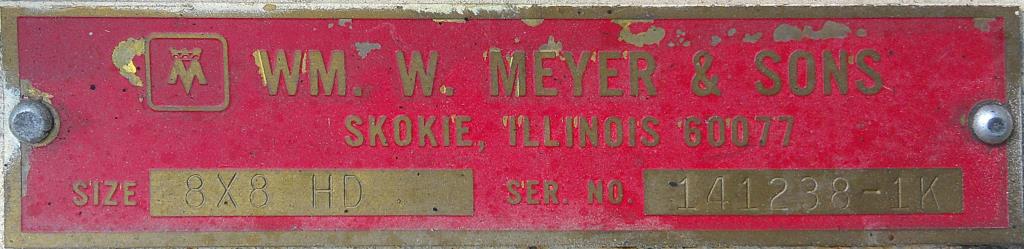 WM. W. MEYER & SONS
SKOKIE, ILLINOIS 60077
SIZE 8X8 HD SER. NO. 141238-1K